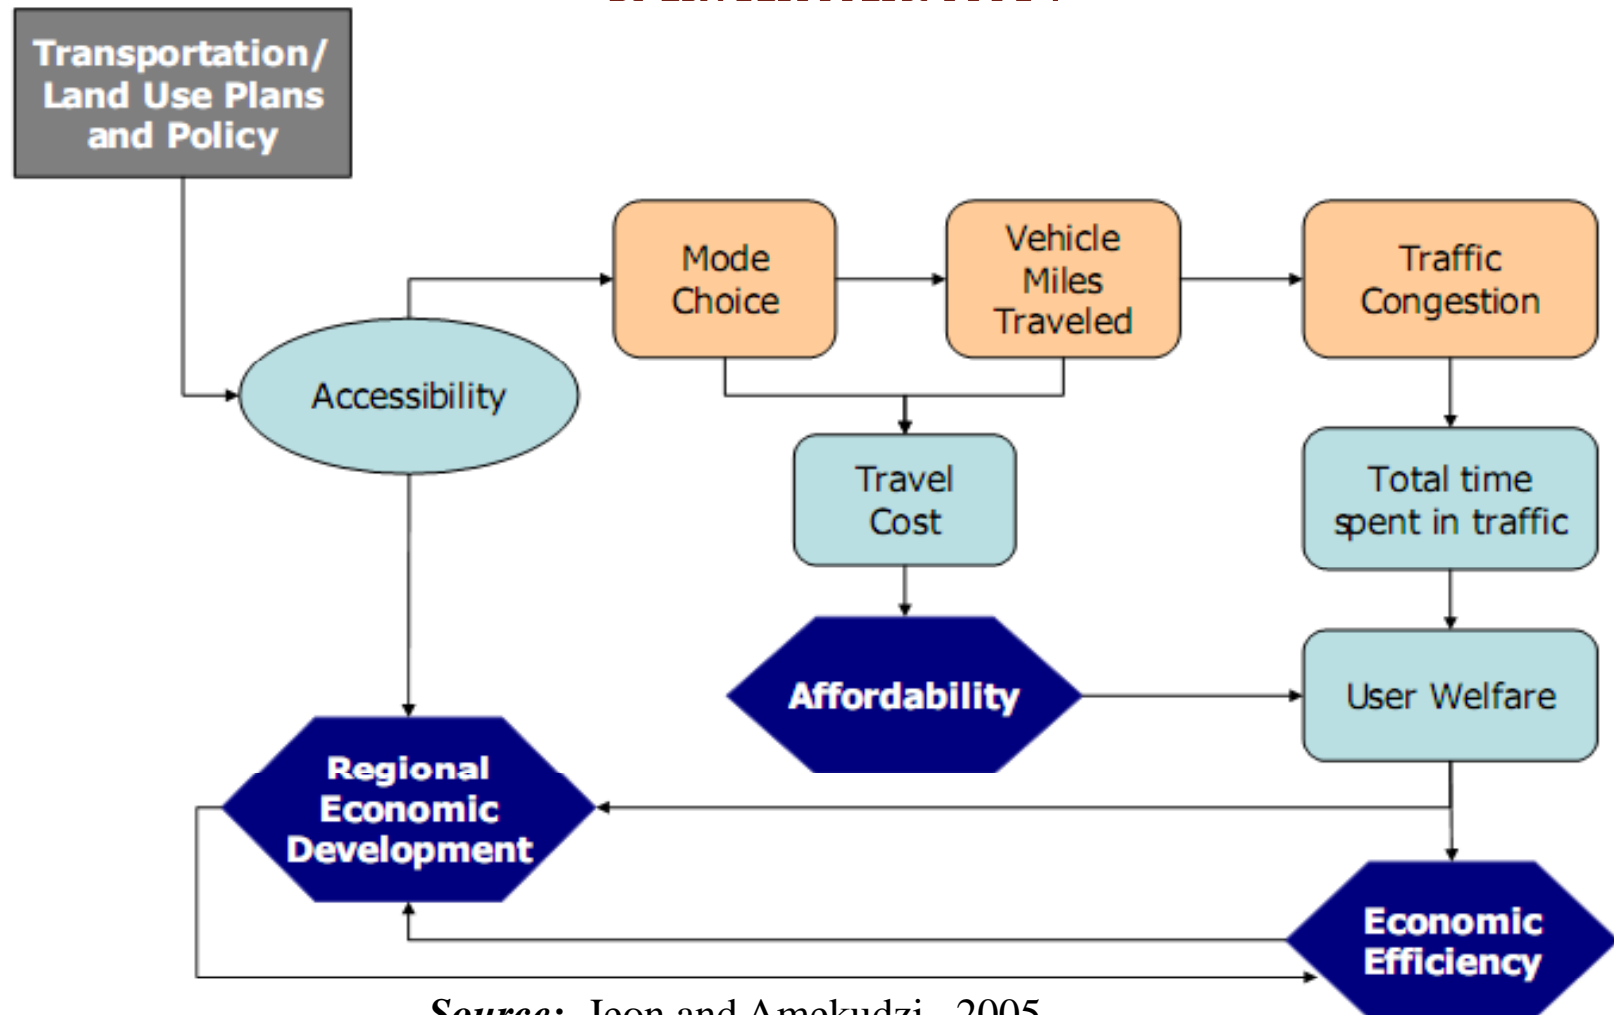 Transportation/
Land Use Plans
and Policy
Mode
Choice
Vehicle
Miles
Traveled
Traffic
Congestion
Accessibility
Travel
Cost
Total time
spent in traffic
Affordability
User Welfare
Regional
Economic
Development
Economic
Efficiency
Source: Jeon and Amekudzi, 2005